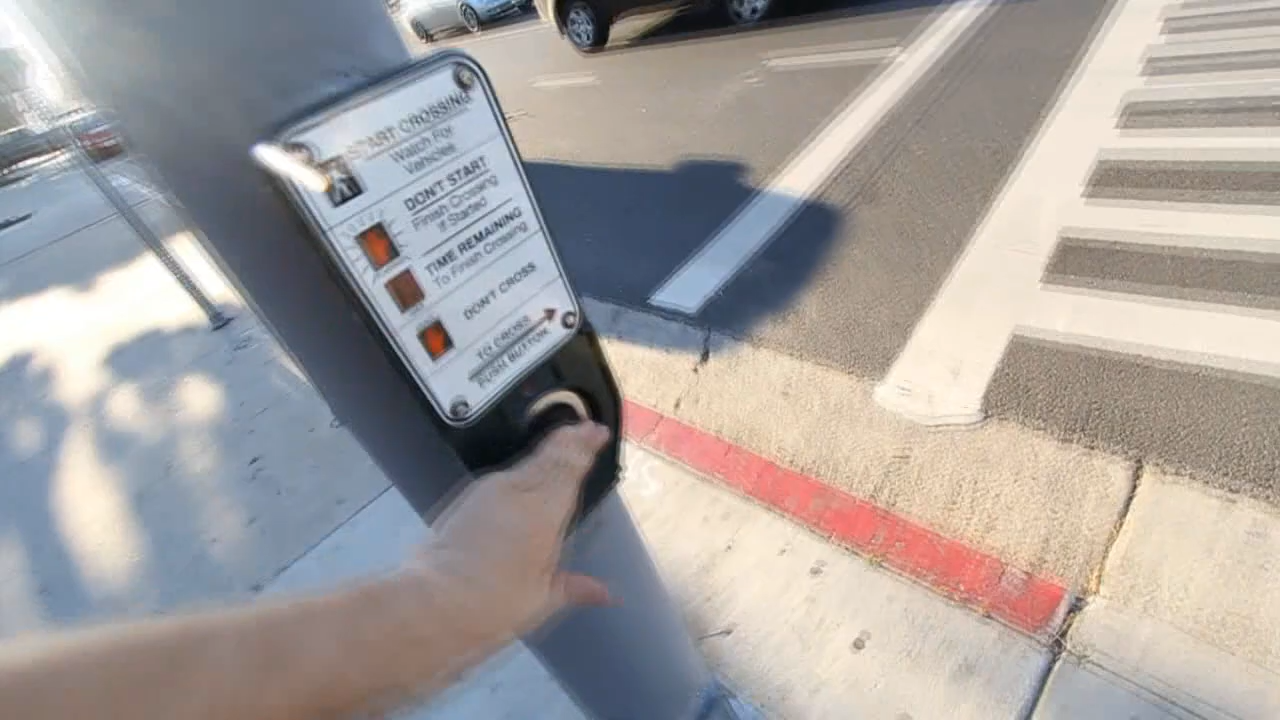 START CROSSING
Watch For
Vehicles
DON'T START
Finish Crossing
If Started
TIME REMAINING
To Finish Crossing
DON'T CROSS
TO CROSS
PUSH BUTTON